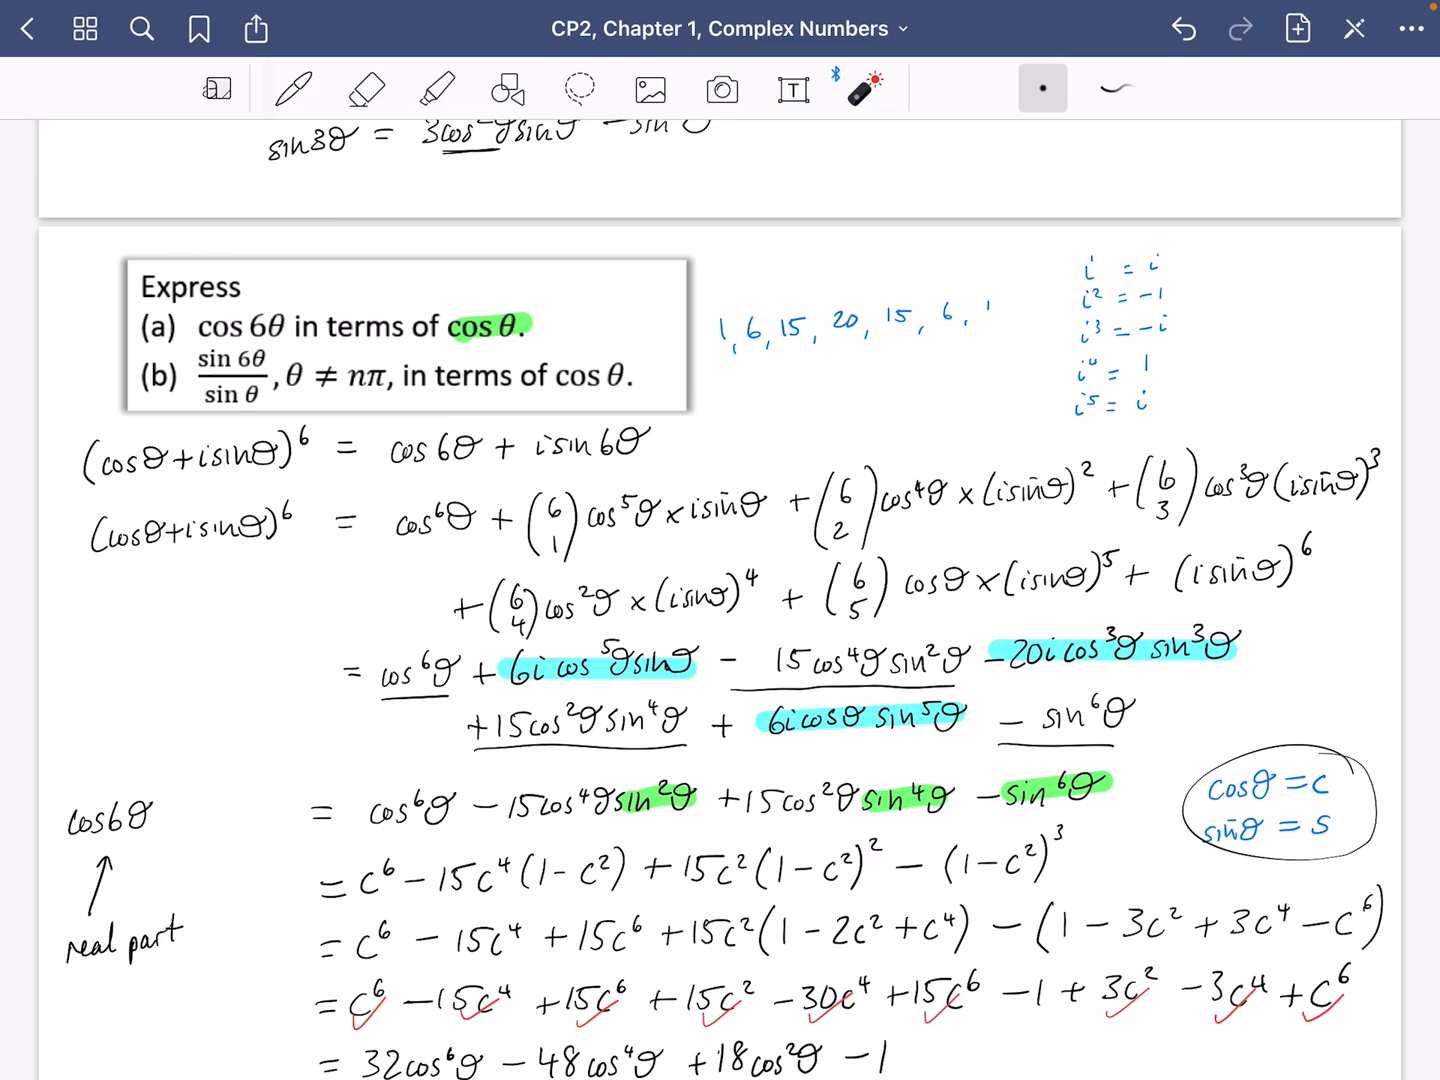 CP2, Chapter 1, Complex Numbers
sin3θ = 3cos²θsinθ - sin³θ
Express
(a) cos 6θ in terms of cos θ.
(b) sin 6θ / sin θ, θ ≠ nπ, in terms of cos θ.
1, 6, 15, 20, 15, 6, 1
i = i
i² = -1
i³ = -i
i⁴ = 1
i⁵ = i
(cosθ+isinθ)⁶ = cos6θ + isin6θ
(cosθ+isinθ)⁶ = cos⁶θ + (6 1)cos⁵θ × isinθ + (6 2)cos⁴θ × (isinθ)² + (6 3)cos³θ(isinθ)³
+ (6 4)cos²θ × (isinθ)⁴ + (6 5) cosθ × (isinθ)⁵ + (isinθ)⁶
= cos⁶θ + 6icos⁵θsinθ - 15cos⁴θsin²θ - 20icos³θ sin³θ
+ 15cos²θsin⁴θ + 6icosθ sin⁵θ - sin⁶θ
cos6θ = cos⁶θ - 15cos⁴θsin²θ + 15cos²θsin⁴θ - sin⁶θ
cosθ = c
sinθ = s
↑
real part
= c⁶ - 15c⁴(1-c²) + 15c²(1-c²)² - (1-c²)³
= c⁶ - 15c⁴ + 15c⁶ + 15c²(1 - 2c² + c⁴) - (1 - 3c² + 3c⁴ - c⁶)
= c⁶ - 15c⁴ + 15c⁶ + 15c² - 30c⁴ + 15c⁶ - 1 + 3c² - 3c⁴ + c⁶
= 32cos⁶θ - 48cos⁴θ + 18cos²θ - 1